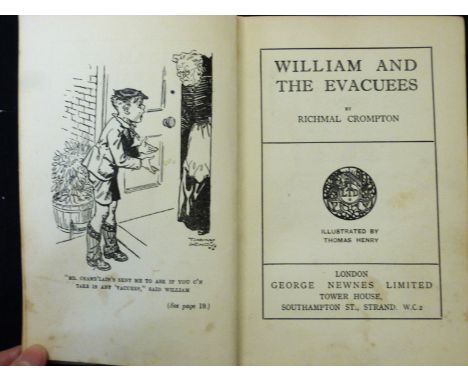 THOMAS
HENRY
"MR. CHAMB'LAIN'S SENT ME TO ASK IF YOU C'N
TAKE IN ANY 'VACUEES," SAID WILLIAM
(See page 19.)
WILLIAM AND
THE EVACUEES
BY
RICHMAL CROMPTON
ILLUSTRATED BY
THOMAS HENRY
LONDON
GEORGE NEWNES LIMITED
TOWER HOUSE,
SOUTHAMPTON ST., STRAND. W.C.2